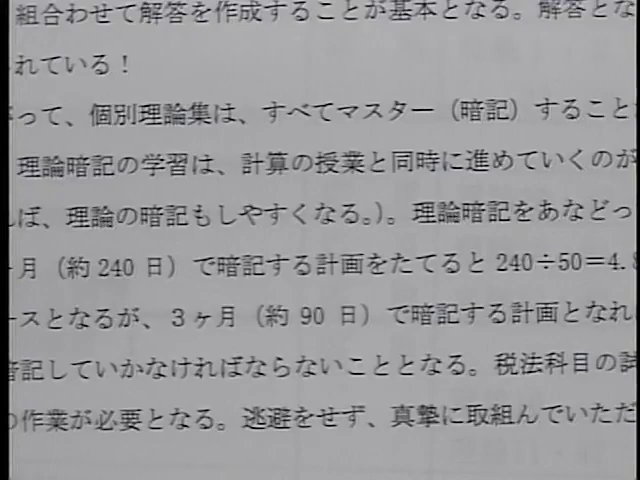 組合わせて解答を作成することが基本となる。解答とな
れている！
って、個別理論集は、すべてマスター（暗記）すること
理論暗記の学習は、計算の授業と同時に進めていくのが
ば、理論の暗記もしやすくなる。）。理論暗記をあなどっ
月（約 240 日）で暗記する計画をたてると 240÷50＝4.8
ースとなるが、３ヶ月（約 90 日）で暗記する計画となれ
暗記していかなければならないこととなる。税法科目の試
の作業が必要となる。逃避をせず、真摯に取組んでいただ